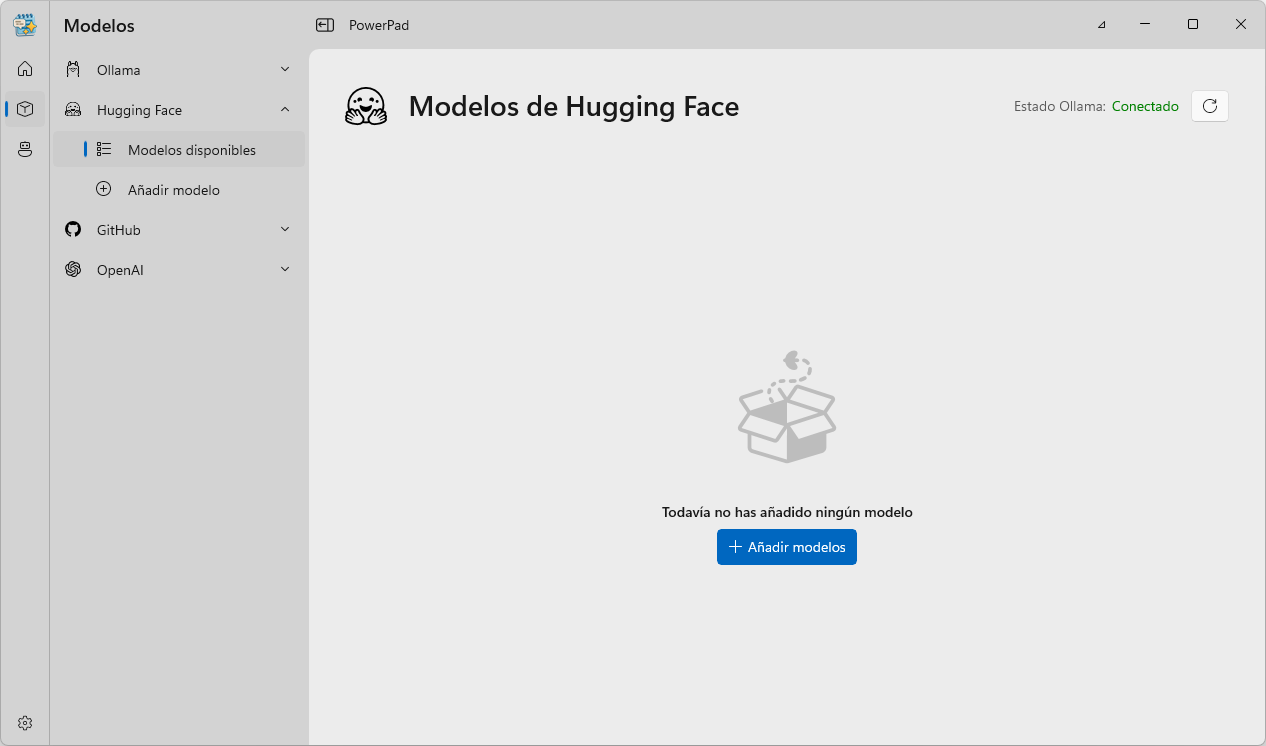 Modelos
PowerPad
Ollama
Hugging Face
Modelos disponibles
Añadir modelo
GitHub
OpenAI
Modelos de Hugging Face
Estado Ollama: Conectado
Todavía no has añadido ningún modelo
Añadir modelos